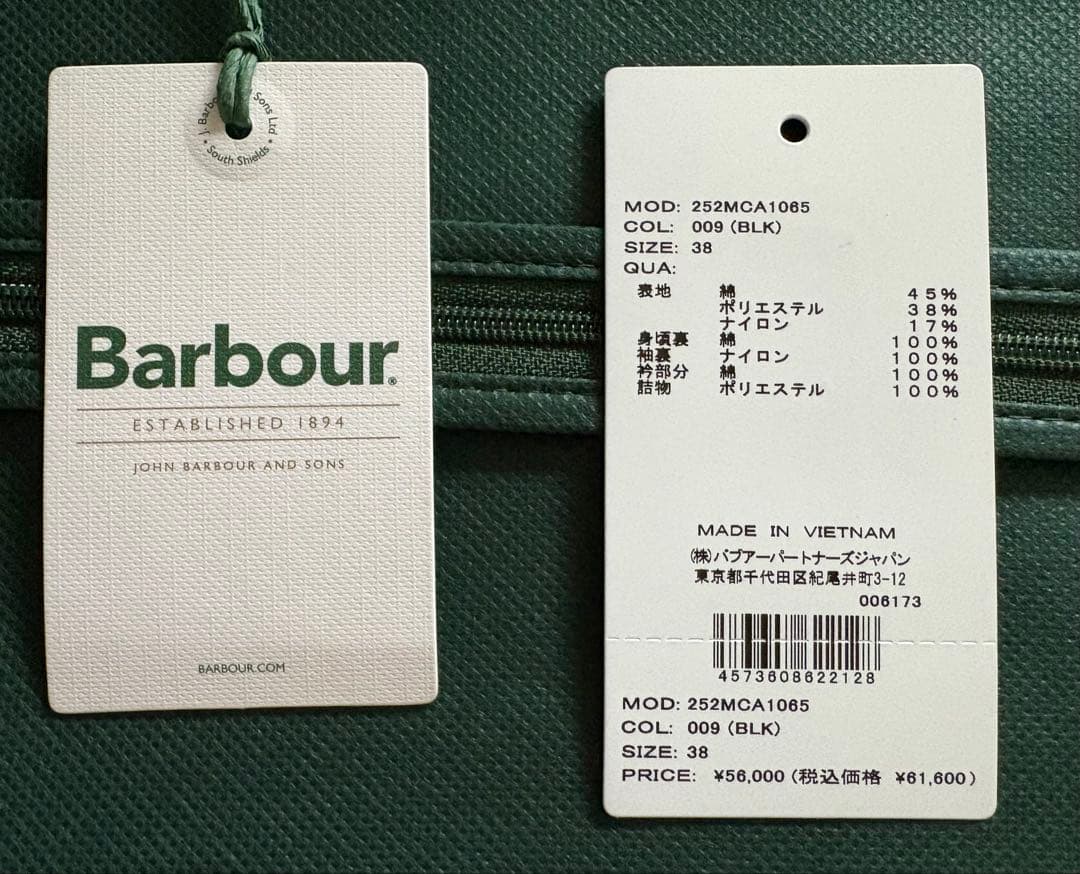 J. Barbo Sons Ltd
South Shields
Barbour®
ESTABLISHED 1894
JOHN BARBOUR AND SONS
BARBOUR.COM
MOD: 252MCA1065
COL: 009 (BLK)
SIZE: 38
QUA:
表地 綿 45%
ポリエステル 38%
ナイロン 17%
身頃裏 綿 100%
袖裏 ナイロン 100%
衿部分 綿 100%
詰物 ポリエステル 100%
MADE IN VIETNAM
(株)バブアーパートナーズジャパン
東京都千代田区紀尾井町3-12
006173
4573608622128
MOD: 252MCA1065
COL: 009 (BLK)
SIZE: 38
PRICE: ¥56,000 (税込価格 ¥61,600)